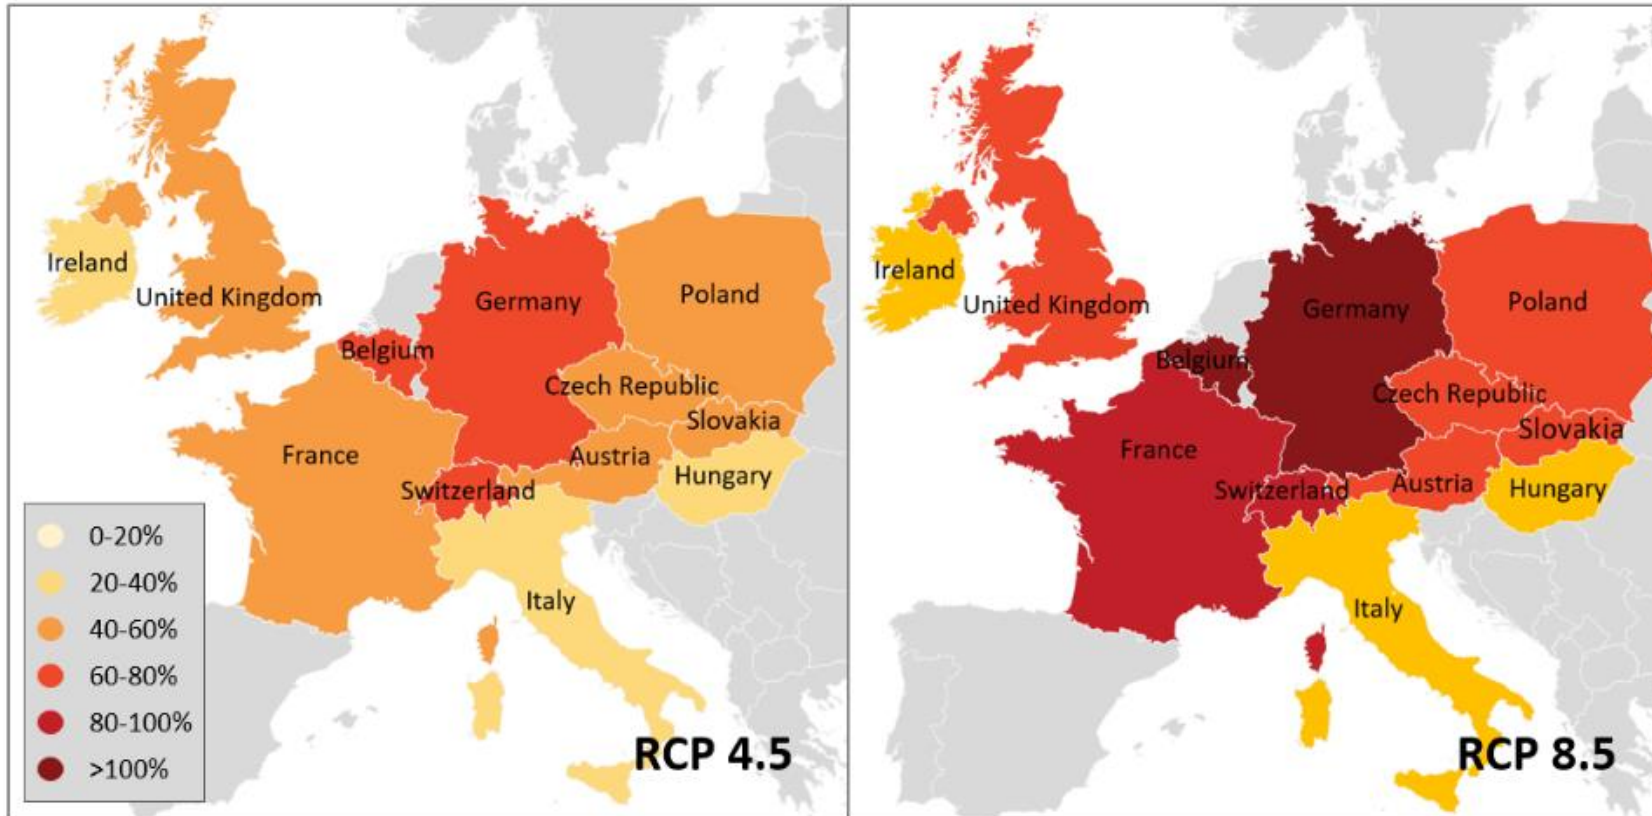 Ireland
United Kingdom
Germany
Poland
Belgium
Czech Republic
Slovakia
France
Austria
Hungary
Switzerland
Italy
0-20%
20-40%
40-60%
60-80%
80-100%
>100%
RCP 4.5
Ireland
United Kingdom
Germany
Poland
Belgium
Czech Republic
Slovakia
France
Austria
Hungary
Switzerland
Italy
RCP 8.5